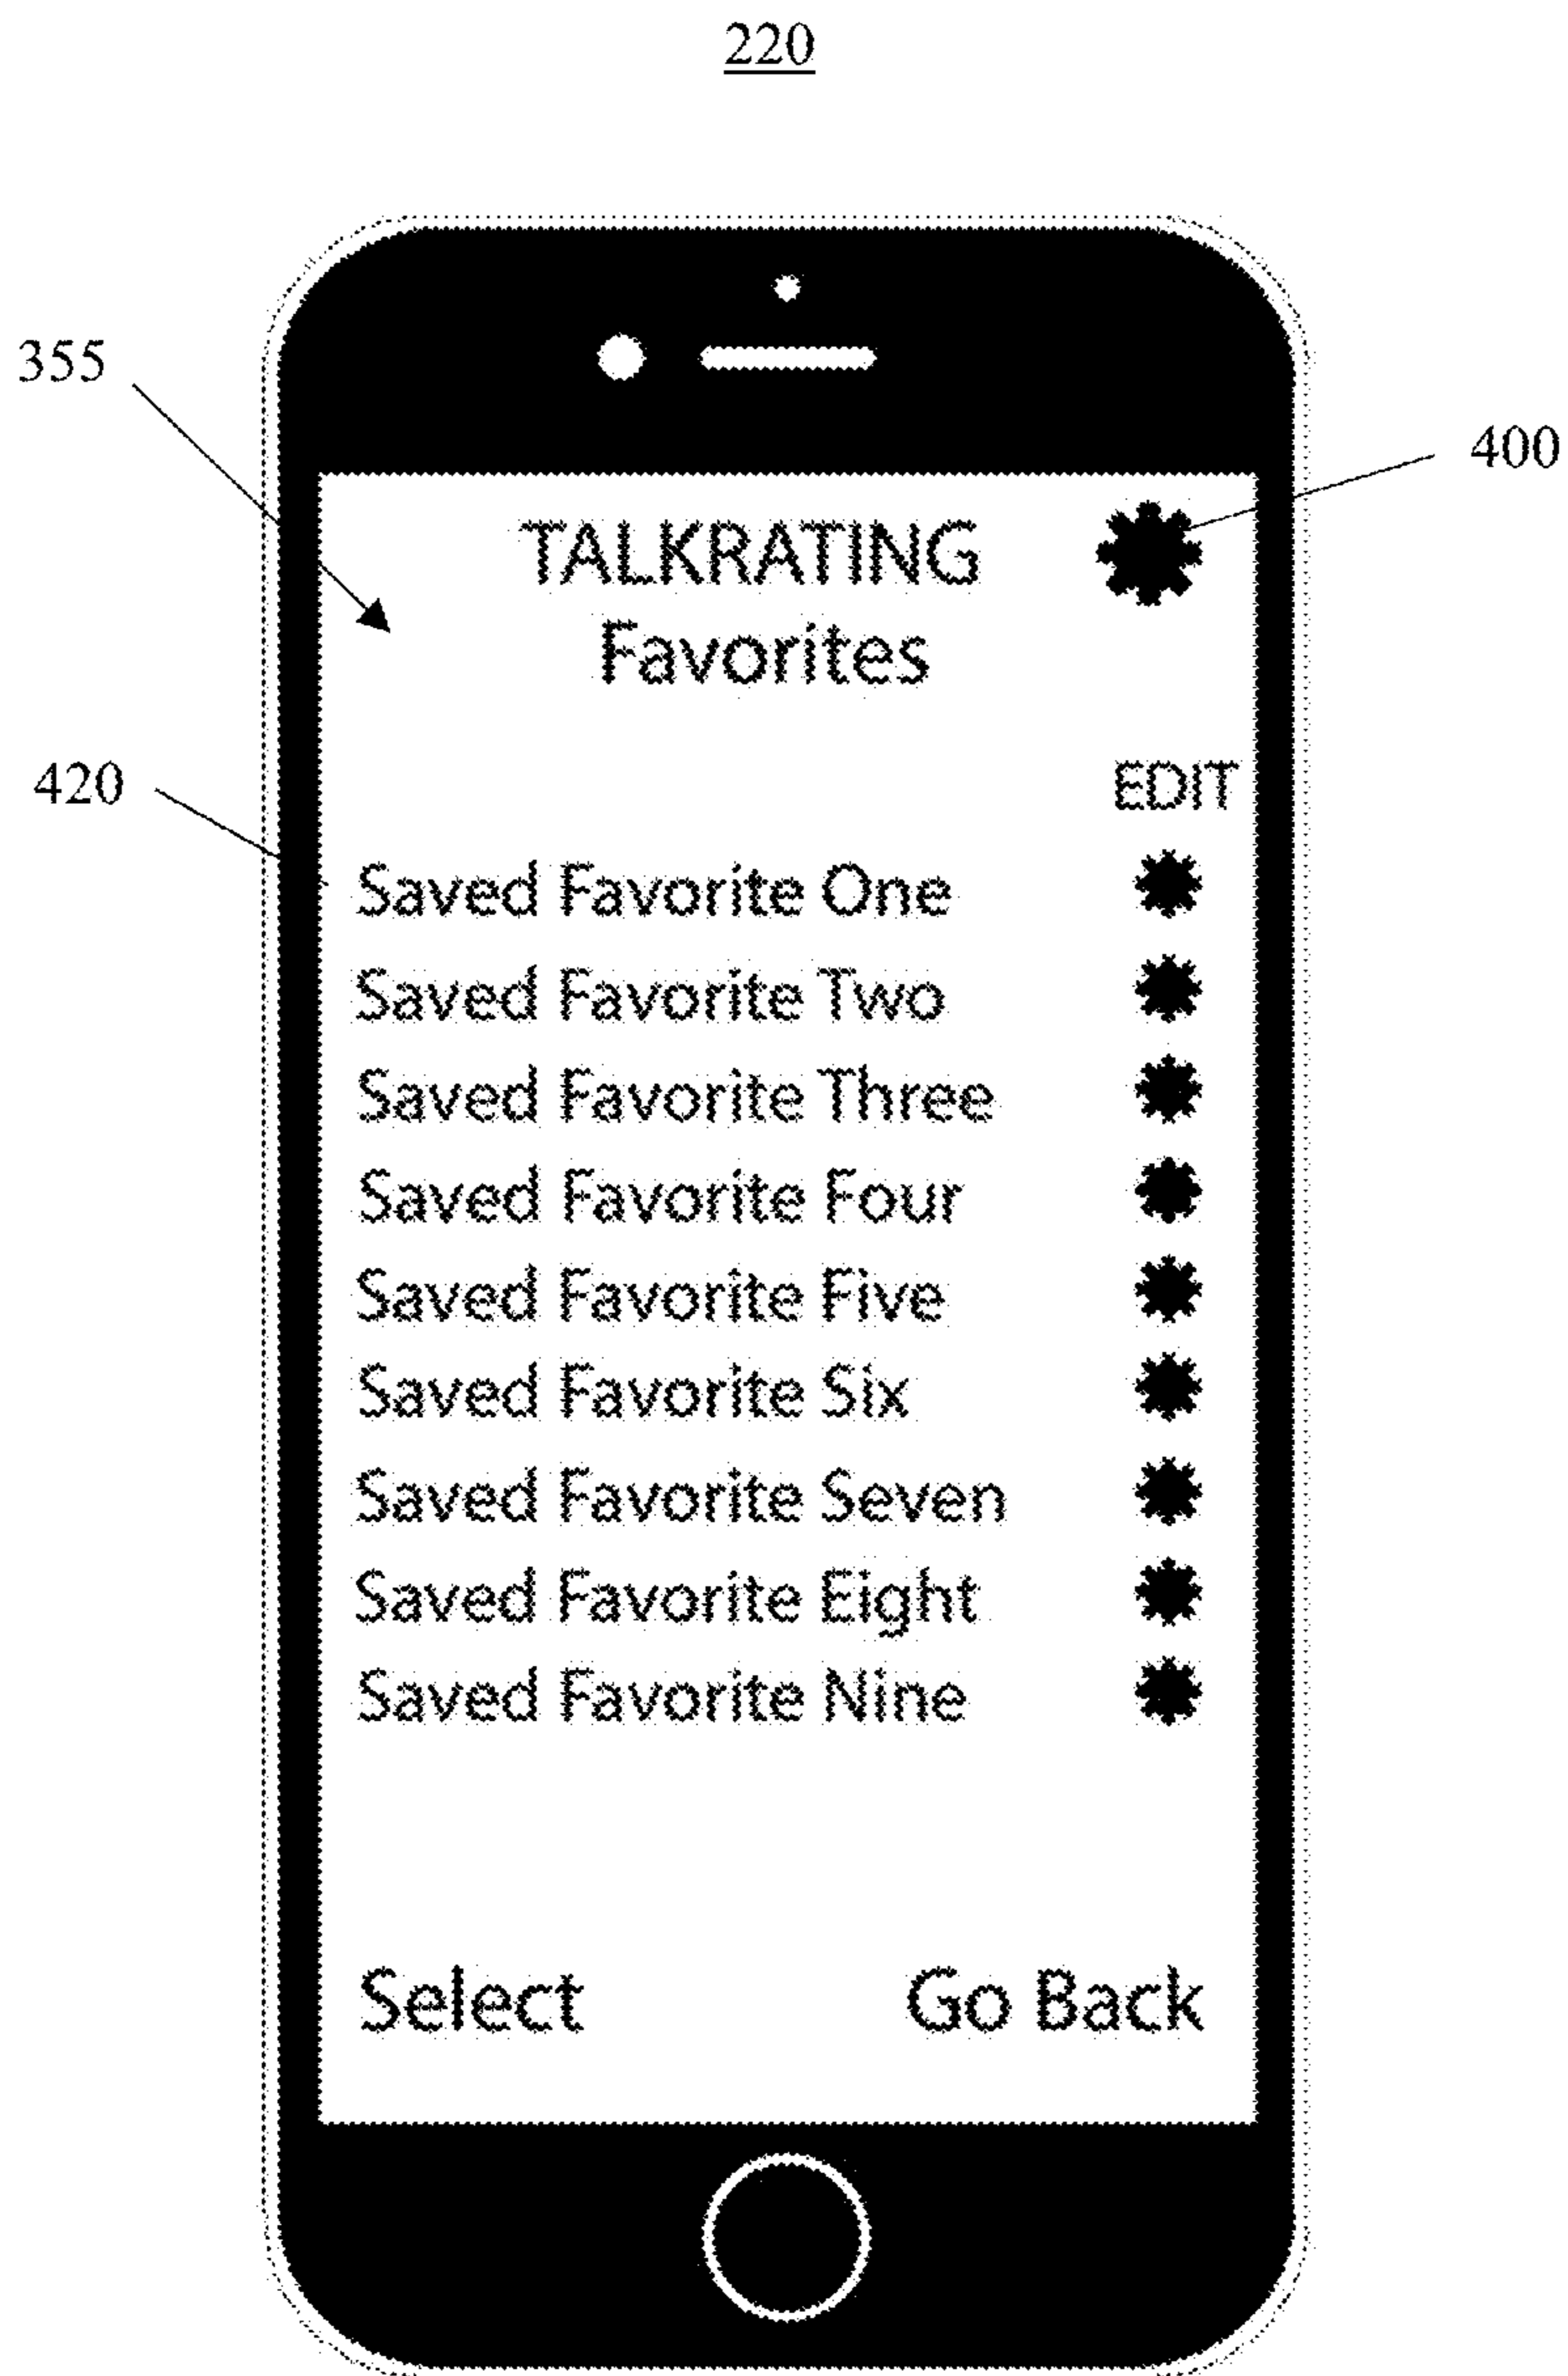 220
355
400
TALKRATING
Favorites
420
EDIT
Saved Favorite One
Saved Favorite Two
Saved Favorite Three
Saved Favorite Four
Saved Favorite Five
Saved Favorite Six
Saved Favorite Seven
Saved Favorite Eight
Saved Favorite Nine
Select Go Back